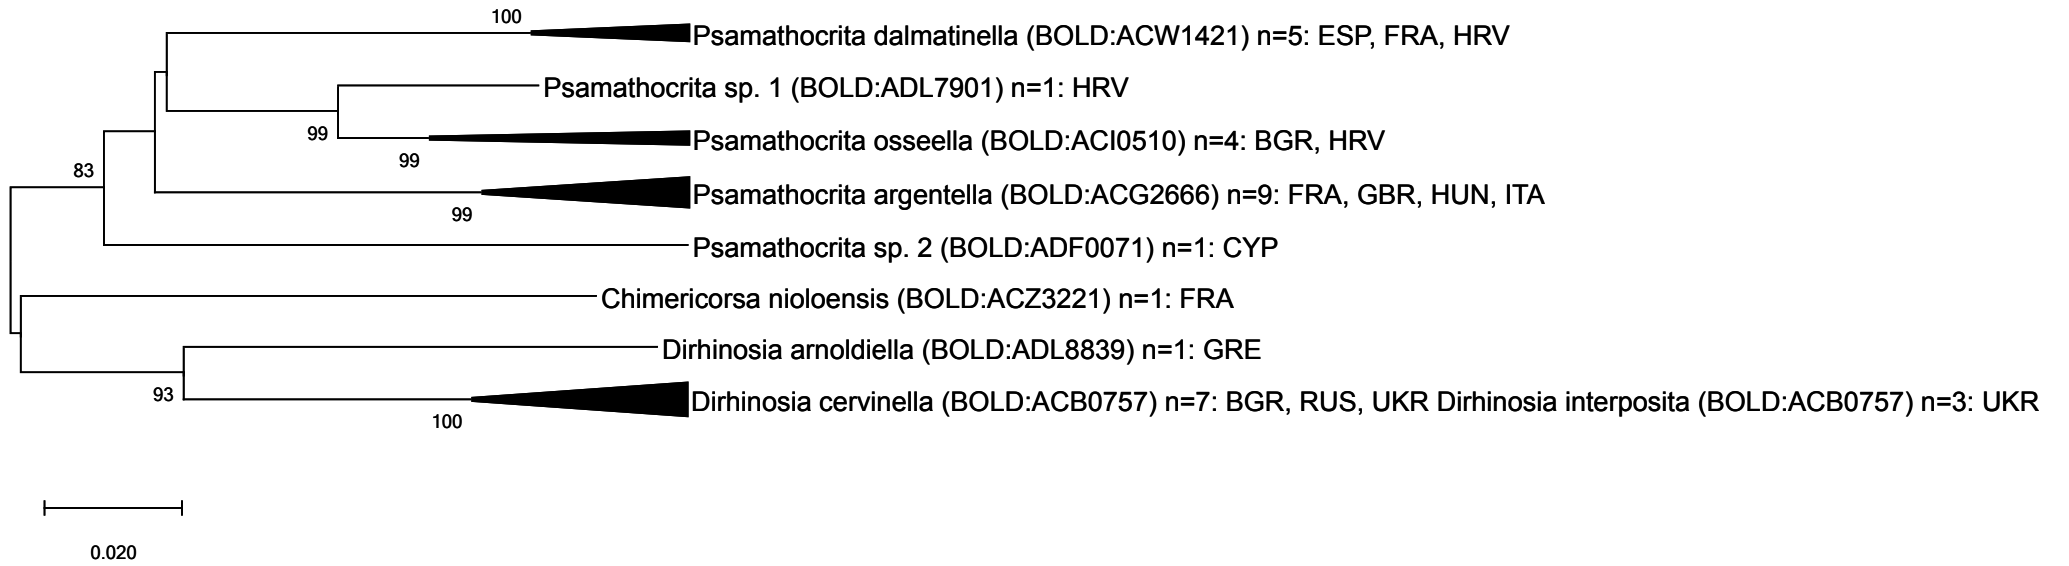 100
Psamathocrita dalmatinella (BOLD:ACW1421) n=5: ESP, FRA, HRV
Psamathocrita sp. 1 (BOLD:ADL7901) n=1: HRV
99
Psamathocrita osseella (BOLD:ACI0510) n=4: BGR, HRV
99
83
Psamathocrita argentella (BOLD:ACG2666) n=9: FRA, GBR, HUN, ITA
99
Psamathocrita sp. 2 (BOLD:ADF0071) n=1: CYP
Chimericorsa nioloensis (BOLD:ACZ3221) n=1: FRA
Dirhinosia arnoldiella (BOLD:ADL8839) n=1: GRE
93
Dirhinosia cervinella (BOLD:ACB0757) n=7: BGR, RUS, UKR Dirhinosia interposita (BOLD:ACB0757) n=3: UKR
100
0.020